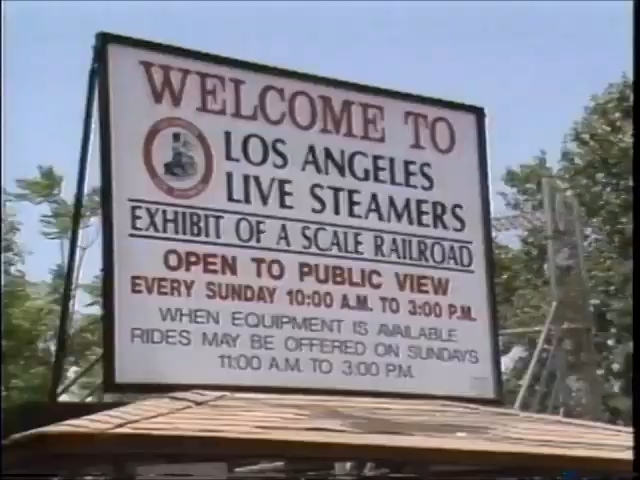 WELCOME TO
LOS ANGELES
LIVE STEAMERS
EXHIBIT OF A SCALE RAILROAD
OPEN TO PUBLIC VIEW
EVERY SUNDAY 10:00 A.M. TO 3:00 P.M.
WHEN EQUIPMENT IS AVAILABLE
RIDES MAY BE OFFERED ON SUNDAYS
11:00 A.M. TO 3:00 P.M.